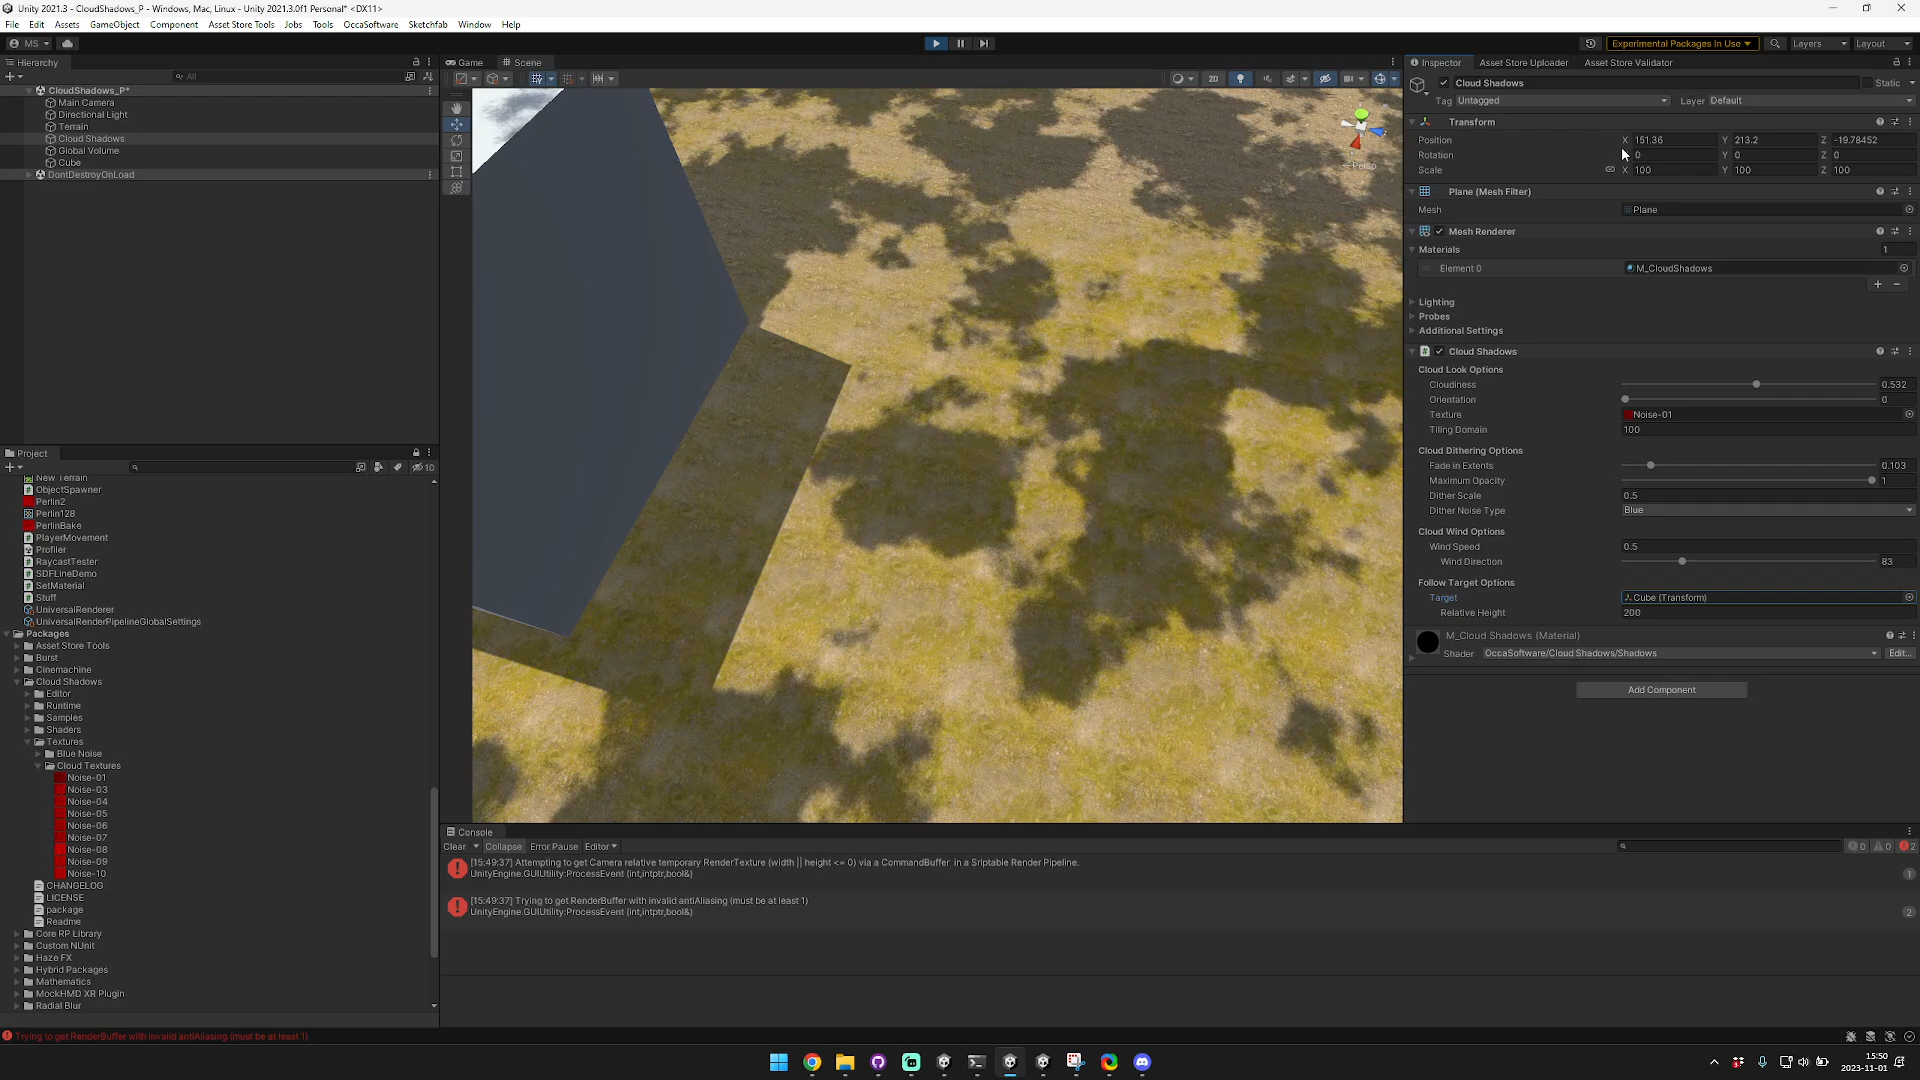 Unity 2021.3 - CloudShadows_P - Windows, Mac, Linux - Unity 2021.3.0f1 Personal* <DX11>
File Edit Assets GameObject Component Asset Store Tools Jobs Tools OccaSoftware Sketchfab Window Help
MS
Experimental Packages In Use
Layers
Layout
Hierarchy
All
CloudShadows_P*
Main Camera
Directional Light
Terrain
Cloud Shadows
Global Volume
Cube
DontDestroyOnLoad
Game
Scene
2D
Persp
Inspector
Asset Store Uploader
Asset Store Validator
Cloud Shadows
Static
Tag Untagged
Layer Default
Transform
Position X 151.36 Y 213.2 Z -19.78452
Rotation 0 Y 0 Z 0
Scale X 100 Y 100 Z 100
Plane (Mesh Filter)
Mesh Plane
Mesh Renderer
Materials 1
Element 0 M_CloudShadows
Lighting
Probes
Additional Settings
Cloud Shadows
Cloud Look Options
Cloudiness 0.532
Orientation 0
Texture Noise-01
Tiling Domain 100
Cloud Dithering Options
Fade in Extents 0.103
Maximum Opacity 1
Dither Scale 0.5
Dither Noise Type Blue
Cloud Wind Options
Wind Speed 0.5
Wind Direction 83
Follow Target Options
Target Cube (Transform)
Relative Height 200
M_Cloud Shadows (Material)
Shader OccaSoftware/Cloud Shadows/Shadows Edit...
Add Component
Project
10
New Terrain
ObjectSpawner
Perlin2
Perlin128
PerlinBake
PlayerMovement
Profiler
RaycastTester
SDFLineDemo
SetMaterial
Stuff
UniversalRenderer
UniversalRenderPipelineGlobalSettings
Packages
Asset Store Tools
Burst
Cinemachine
Cloud Shadows
Editor
Runtime
Samples
Shaders
Textures
Blue Noise
Cloud Textures
Noise-01
Noise-03
Noise-04
Noise-05
Noise-06
Noise-07
Noise-08
Noise-09
Noise-10
CHANGELOG
LICENSE
package
Readme
Core RP Library
Custom NUnit
Haze FX
Hybrid Packages
Mathematics
MockHMD XR Plugin
Radial Blur
Console
Clear Collapse Error Pause Editor
0 0 2
[15:49:37] Attempting to get Camera relative temporary RenderTexture (width || height <= 0) via a CommandBuffer in a Sriptable Render Pipeline.
UnityEngine.GUIUtility:ProcessEvent (int,intptr,bool&)
1
[15:49:37] Trying to get RenderBuffer with invalid antiAliasing (must be at least 1)
UnityEngine.GUIUtility:ProcessEvent (int,intptr,bool&)
2
Trying to get RenderBuffer with invalid antiAliasing (must be at least 1)
15:50
2023-11-01